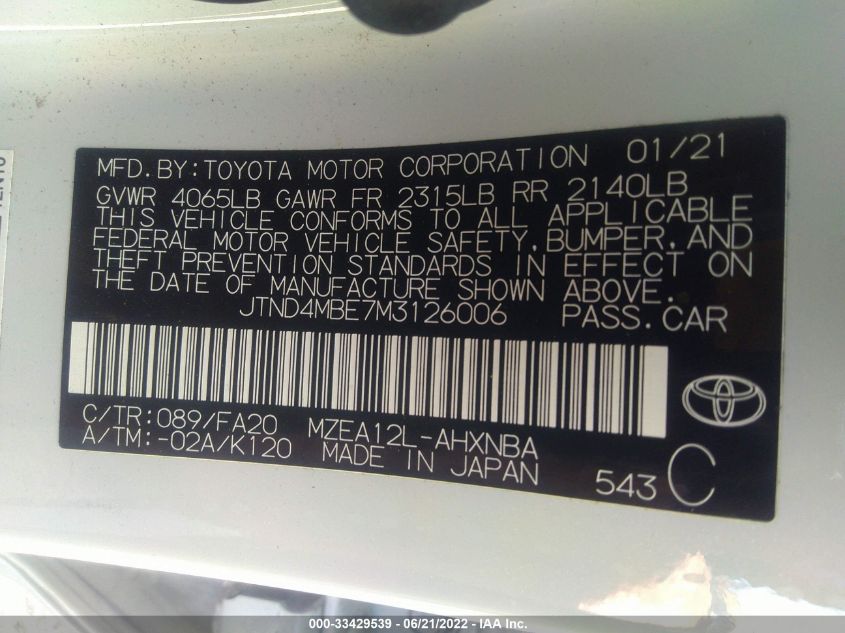 MFD.BY:TOYOTA MOTOR CORPORATION 01/21
GVWR 4065LB GAWR FR 2315LB RR 2140LB
THIS VEHICLE CONFORMS TO ALL APPLICABLE
FEDERAL MOTOR VEHICLE SAFETY,BUMPER,AND
THEFT PREVENTION STANDARDS IN EFFECT ON
THE DATE OF MANUFACTURE SHOWN ABOVE.
JTND4MBE7M3126006 PASS.CAR
C/TR:089/FA20 MZEA12L-AHXNBA
A/TM:-02A/K120 MADE IN JAPAN
543 C
000-33429539 - 06/21/2022 - IAA Inc.